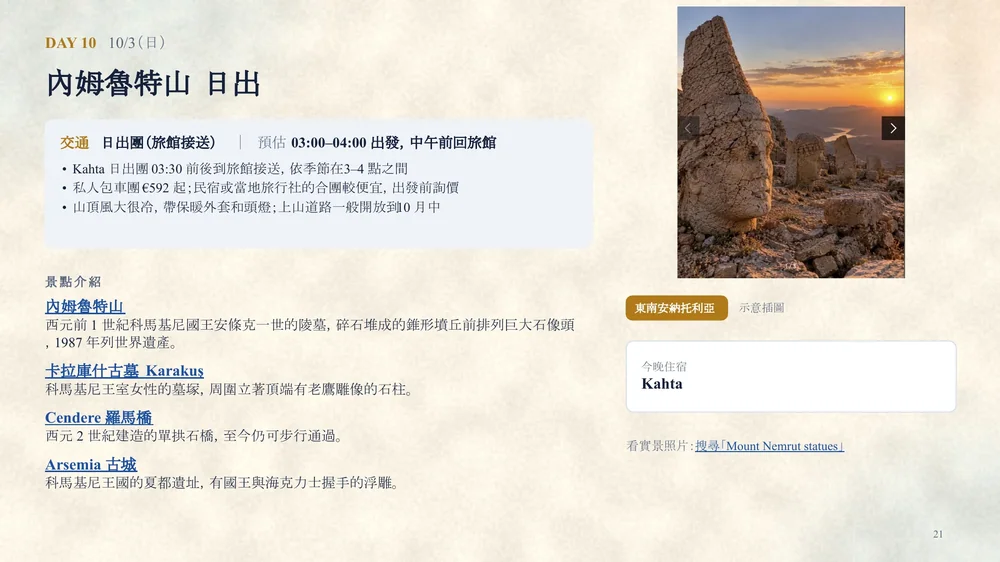 DAY 10 10/3（日）
內姆魯特山 日出
交通 日出團（旅館接送）｜ 預估 03:00–04:00 出發，中午前回旅館
• Kahta 日出團 03:30 前後到旅館接送，依季節在3–4 點之間
• 私人包車團 €592 起；民宿或當地旅行社的合團較便宜，出發前詢價
• 山頂風大很冷，帶保暖外套和頭燈；上山道路一般開放到10 月中
景點介紹
內姆魯特山
西元前 1 世紀科馬基尼國王安條克一世的陵墓，碎石堆成的錐形墳丘前排列巨大石像頭
，1987 年列世界遺產。
卡拉庫什古墓 Karakuş
科馬基尼王室女性的墓塚，周圍立著頂端有老鷹雕像的石柱。
Cendere 羅馬橋
西元 2 世紀建造的單拱石橋，至今仍可步行通過。
Arsemia 古城
科馬基尼王國的夏都遺址，有國王與海克力士握手的浮雕。
東南安納托利亞 示意插圖
今晚住宿
Kahta
看實景照片：搜尋「Mount Nemrut statues」
21